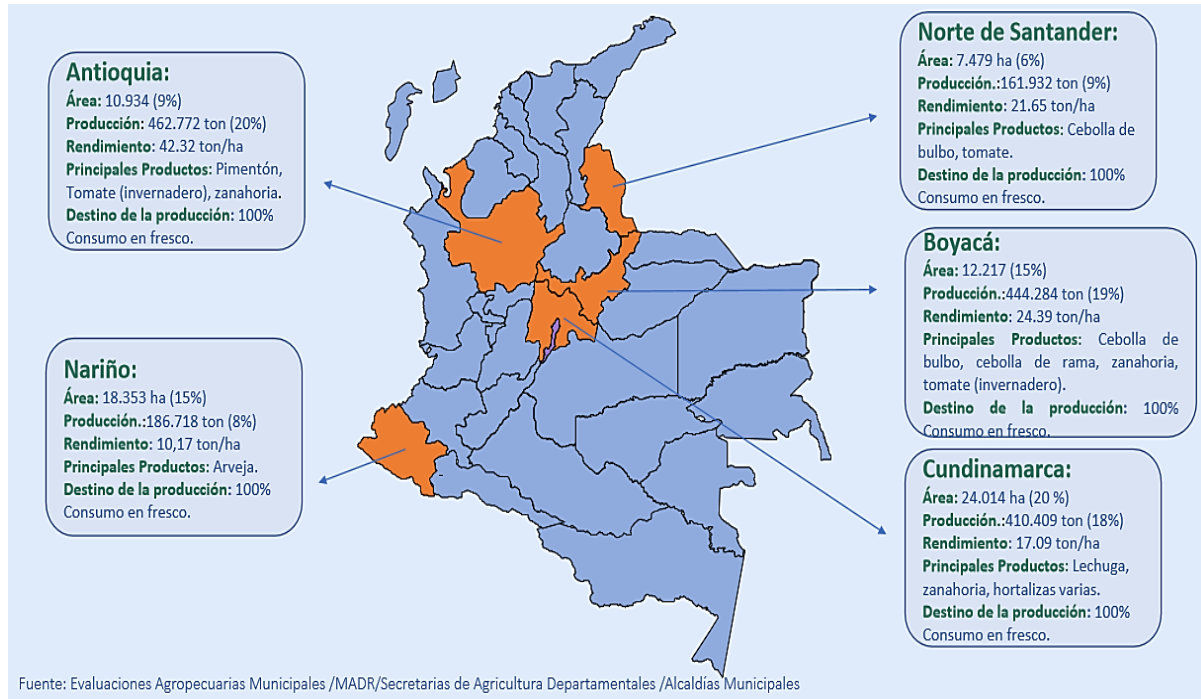 Antioquia:
Área: 10.934 (9%)
Producción: 462.772 ton (20%)
Rendimiento: 42.32 ton/ha
Principales Productos: Pimentón,
Tomate (invernadero), zanahoria.
Destino de la producción: 100%
Consumo en fresco.
Nariño:
Área: 18.353 ha (15%)
Producción.:186.718 ton (8%)
Rendimiento: 10,17 ton/ha
Principales Productos: Arveja.
Destino de la producción: 100%
Consumo en fresco.
Norte de Santander:
Área: 7.479 ha (6%)
Producción.:161.932 ton (9%)
Rendimiento: 21.65 ton/ha
Principales Productos: Cebolla de
bulbo, tomate.
Destino de la producción: 100%
Consumo en fresco.
Boyacá:
Área: 12.217 (15%)
Producción.:444.284 ton (19%)
Rendimiento: 24.39 ton/ha
Principales Productos: Cebolla de
bulbo, cebolla de rama, zanahoria,
tomate (invernadero).
Destino de la producción: 100%
Consumo en fresco.
Cundinamarca:
Área: 24.014 ha (20 %)
Producción.:410.409 ton (18%)
Rendimiento: 17.09 ton/ha
Principales Productos: Lechuga,
zanahoria, hortalizas varias.
Destino de la producción: 100%
Consumo en fresco.
Fuente: Evaluaciones Agropecuarias Municipales /MADR/Secretarias de Agricultura Departamentales /Alcaldías Municipales